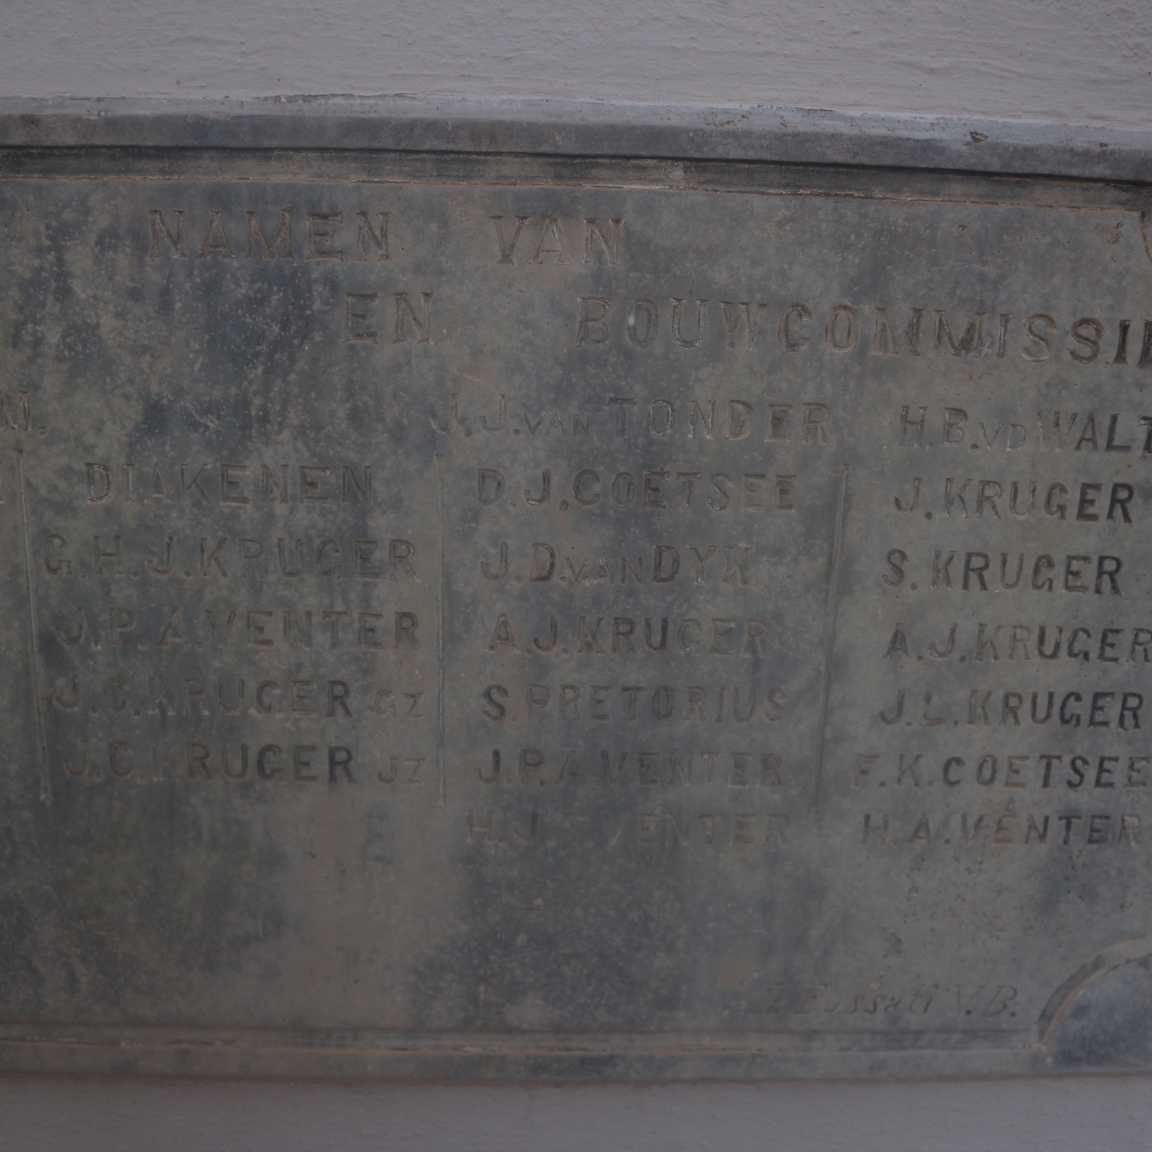 NAMEN VAN
EN BOUWCOMMISSIE
DIAKENEN
G.H.J.KRUGER
J.P.A.VENTER
J.C.KRUGER GZ
J.C.KRUGER JZ
J.J.VAN TONDER
D.J.COETSEE
J.D.VAN DYK
A.J.KRUGER
S.PRETORIUS
J.P.A.VENTER
H.J. VENTER
H.B.VD WALT
J.KRUGER
S.KRUGER
A.J.KRUGER
J.L.KRUGER
F.K.COETSEE
H.A.VENTER
V.B.